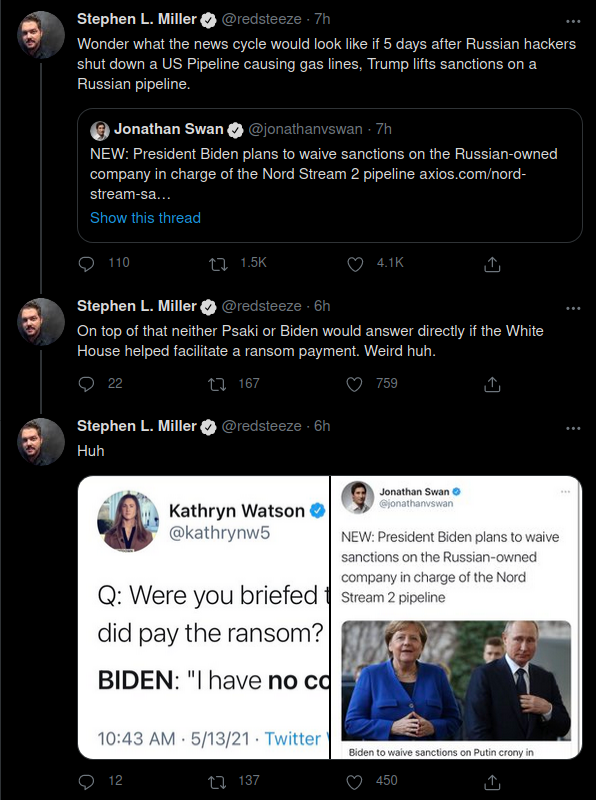 Stephen L. Miller @redsteeze · 7h
Wonder what the news cycle would look like if 5 days after Russian hackers
shut down a US Pipeline causing gas lines, Trump lifts sanctions on a
Russian pipeline.
Jonathan Swan @jonathanvswan · 7h
NEW: President Biden plans to waive sanctions on the Russian-owned
company in charge of the Nord Stream 2 pipeline axios.com/nord-
stream-sa…
Show this thread
110 1.5K 4.1K
Stephen L. Miller @redsteeze · 6h
On top of that neither Psaki or Biden would answer directly if the White
House helped facilitate a ransom payment. Weird huh.
22 167 759
Stephen L. Miller @redsteeze · 6h
Huh
Kathryn Watson
@kathrynw5
Q: Were you briefed t
did pay the ransom?
BIDEN: "I have no co
10:43 AM · 5/13/21 · Twitter
Jonathan Swan
@jonathanvswan
NEW: President Biden plans to waive
sanctions on the Russian-owned
company in charge of the Nord
Stream 2 pipeline
Biden to waive sanctions on Putin crony in
12 137 450